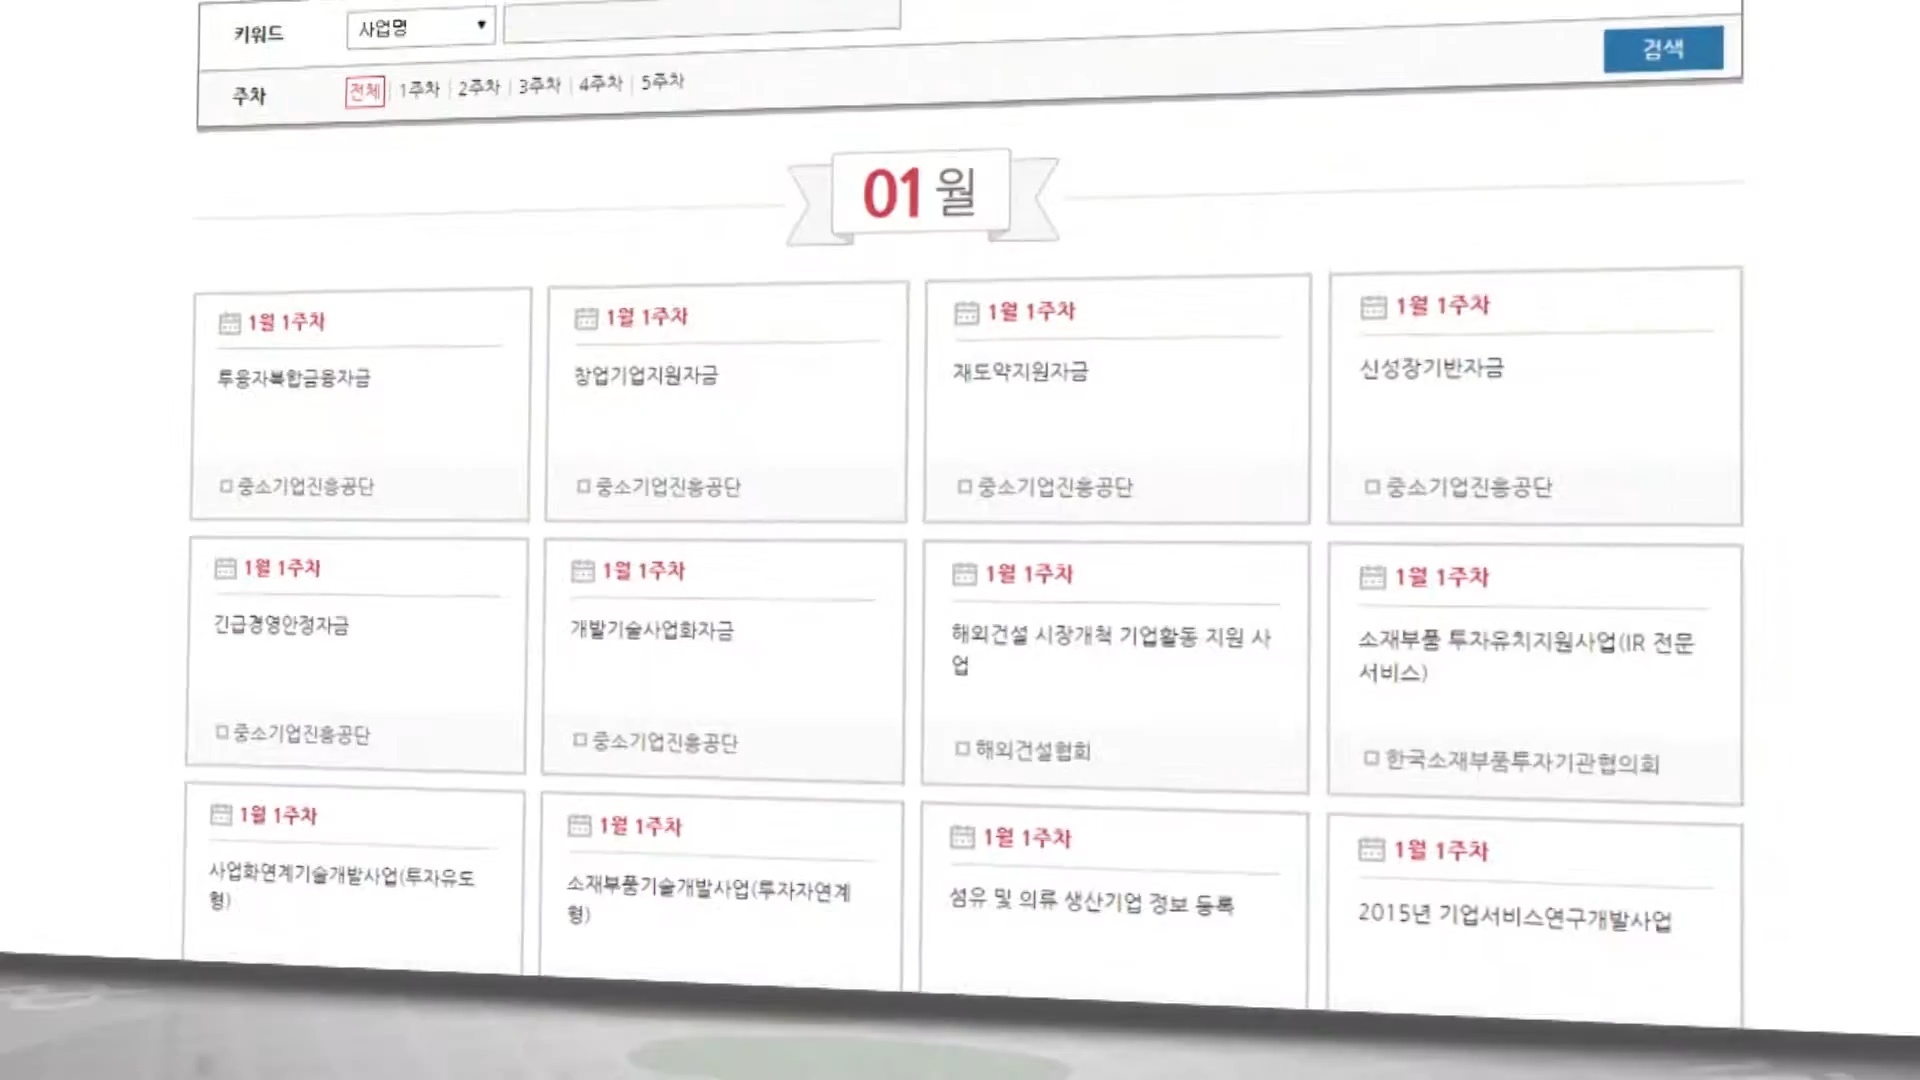 키워드
사업명
검색
주차
전체 1주차 2주차 3주차 4주차 5주차
01월
1월 1주차
투융자복합금융자금
중소기업진흥공단
1월 1주차
창업기업지원자금
중소기업진흥공단
1월 1주차
재도약지원자금
중소기업진흥공단
1월 1주차
신성장기반자금
중소기업진흥공단
1월 1주차
긴급경영안정자금
중소기업진흥공단
1월 1주차
개발기술사업화자금
중소기업진흥공단
1월 1주차
해외건설 시장개척 기업활동 지원 사
업
해외건설협회
1월 1주차
소재부품 투자유치지원사업(IR 전문
서비스)
한국소재부품투자기관협의회
1월 1주차
사업화연계기술개발사업(투자유도
형)
1월 1주차
소재부품기술개발사업(투자자연계
형)
1월 1주차
섬유 및 의류 생산기업 정보 등록
1월 1주차
2015년 기업서비스연구개발사업